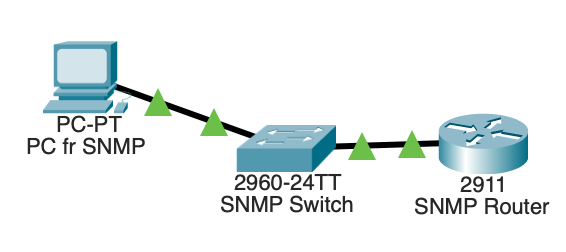 PC-PT
PC fr SNMP
2960-24TT
SNMP Switch
2911
SNMP Router